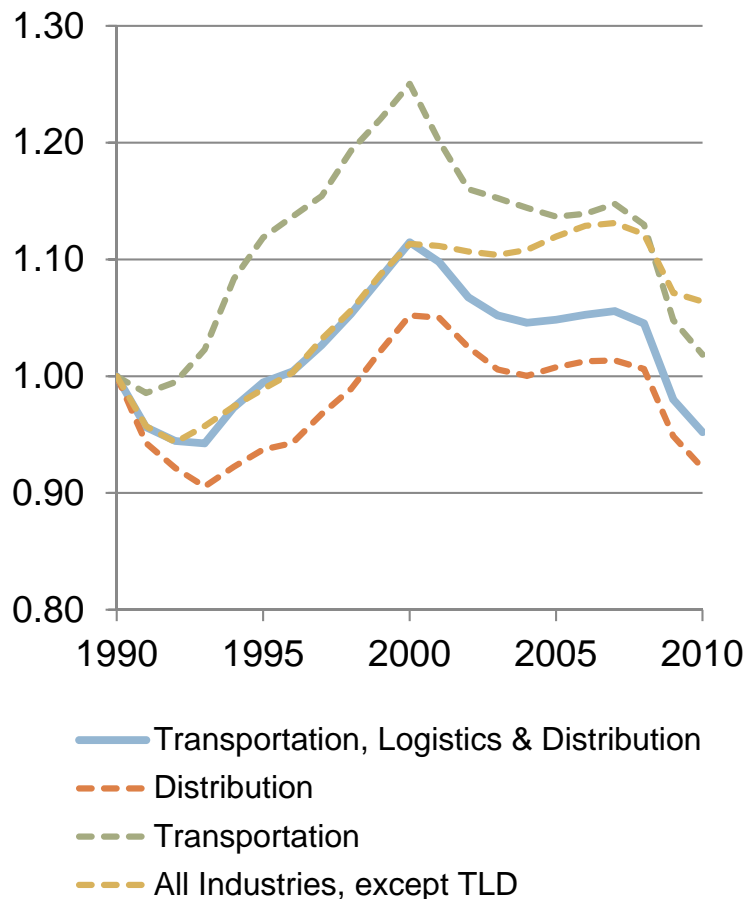 1.30
1.20
1.10
1.00
0.90
0.80
1990 1995 2000 2005 2010
Transportation, Logistics & Distribution
Distribution
Transportation
All Industries, except TLD